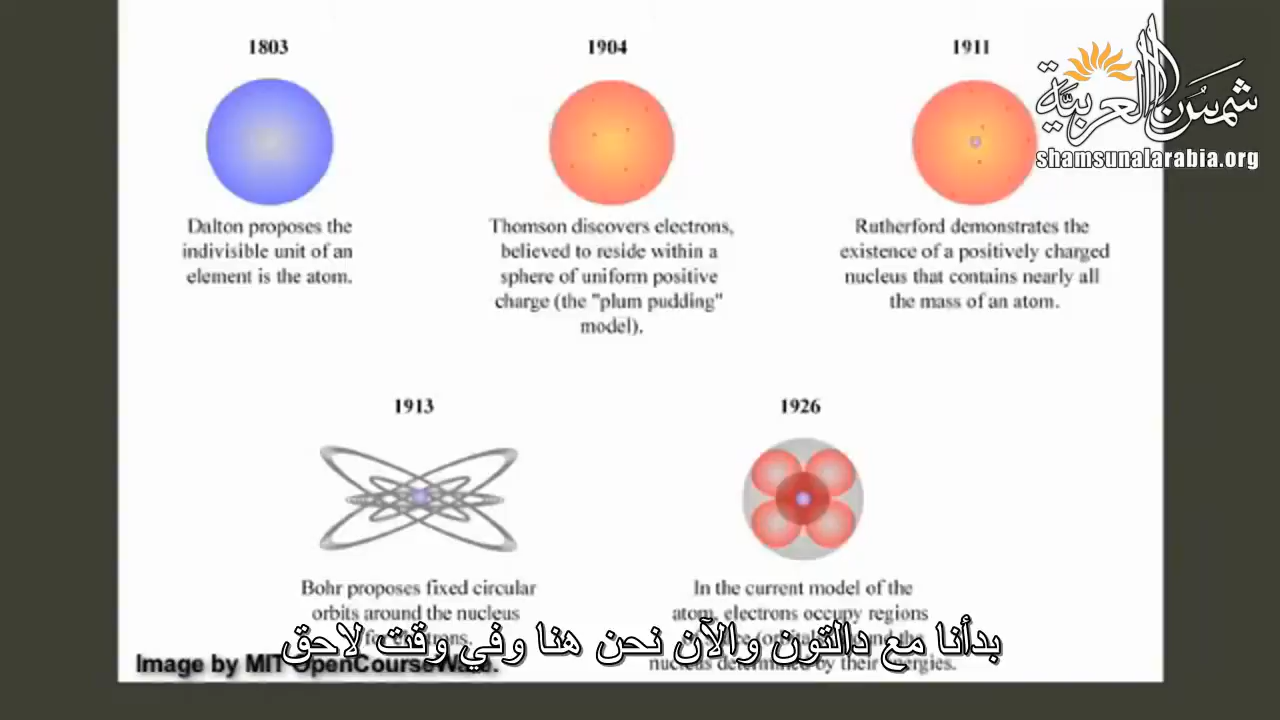 1803
Dalton proposes the
indivisible unit of an
element is the atom.
1904
Thomson discovers electrons,
believed to reside within a
sphere of uniform positive
charge (the "plum pudding"
model).
1911
Rutherford demonstrates the
existence of a positively charged
nucleus that contains nearly all
the mass of an atom.
شمسُ العربيّة
shamsunalarabia.org
1913
Bohr proposes fixed circular
orbits around the nucleus
1926
In the current model of the
atom, electrons occupy regions
nucleus determined by their energies.
بدأنا مع دالتون والآن نحن هنا وفي وقت لاحق
Image by MIT OpenCourseWare.